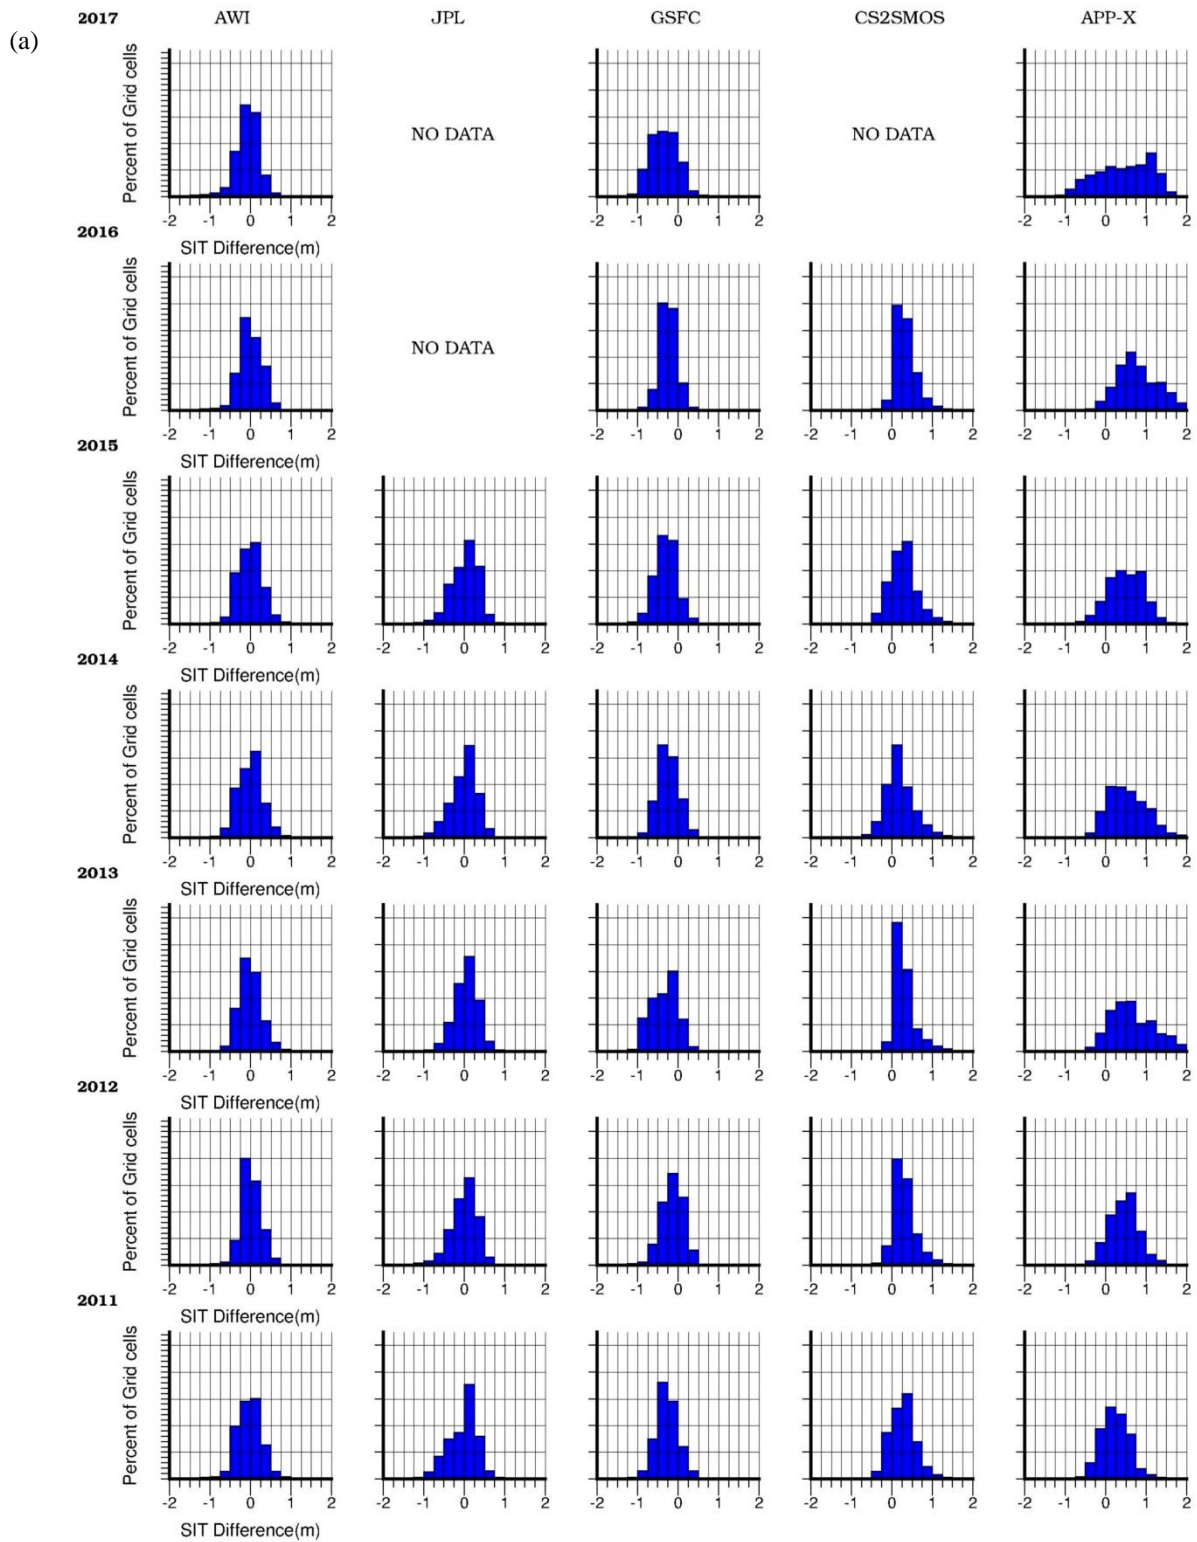 2017 AWI JPL GSFC CS2SMOS APP-X
(a)
Percent of Grid cells
NO DATA NO DATA
-2 -1 0 1 2 -2 -1 0 1 2 -2 -1 0 1 2
2016
SIT Difference(m)
Percent of Grid cells
NO DATA
-2 -1 0 1 2 -2 -1 0 1 2 -2 -1 0 1 2 -2 -1 0 1 2
2015
SIT Difference(m)
Percent of Grid cells
-2 -1 0 1 2 -2 -1 0 1 2 -2 -1 0 1 2 -2 -1 0 1 2 -2 -1 0 1 2
2014
SIT Difference(m)
Percent of Grid cells
-2 -1 0 1 2 -2 -1 0 1 2 -2 -1 0 1 2 -2 -1 0 1 2 -2 -1 0 1 2
2013
SIT Difference(m)
Percent of Grid cells
-2 -1 0 1 2 -2 -1 0 1 2 -2 -1 0 1 2 -2 -1 0 1 2 -2 -1 0 1 2
2012
SIT Difference(m)
Percent of Grid cells
-2 -1 0 1 2 -2 -1 0 1 2 -2 -1 0 1 2 -2 -1 0 1 2 -2 -1 0 1 2
2011
SIT Difference(m)
Percent of Grid cells
-2 -1 0 1 2 -2 -1 0 1 2 -2 -1 0 1 2 -2 -1 0 1 2 -2 -1 0 1 2
SIT Difference(m)